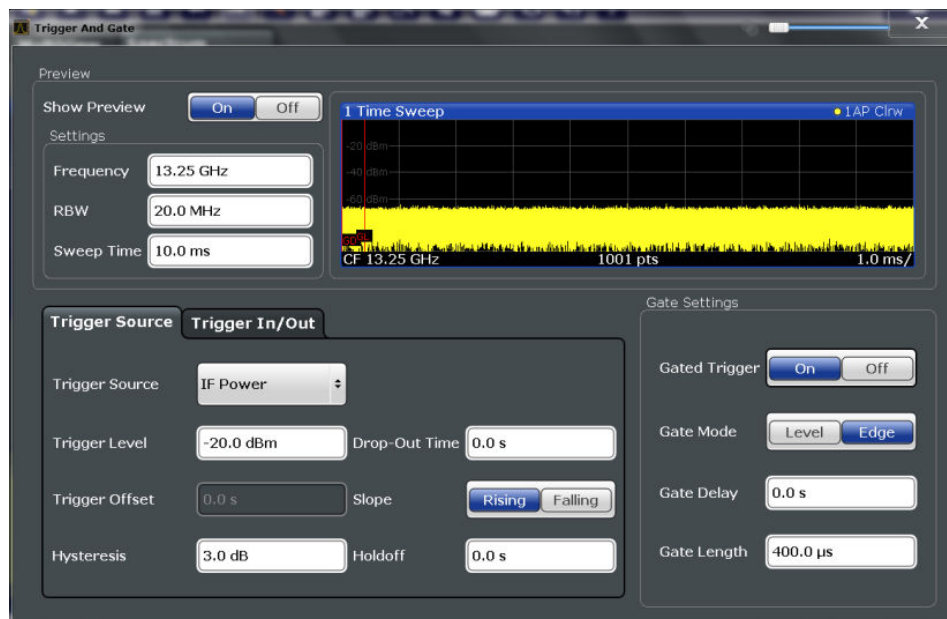 Trigger And Gate
X
Preview
Show Preview On Off
Settings
Frequency 13.25 GHz
RBW 20.0 MHz
Sweep Time 10.0 ms
1 Time Sweep 1AP Clrw
-20 dBm
-40 dBm
-60 dBm
CF 13.25 GHz 1001 pts 1.0 ms/
Trigger Source Trigger In/Out
Trigger Source IF Power
Trigger Level -20.0 dBm Drop-Out Time 0.0 s
Trigger Offset 0.0 s Slope Rising Falling
Hysteresis 3.0 dB Holdoff 0.0 s
Gate Settings
Gated Trigger On Off
Gate Mode Level Edge
Gate Delay 0.0 s
Gate Length 400.0 µs